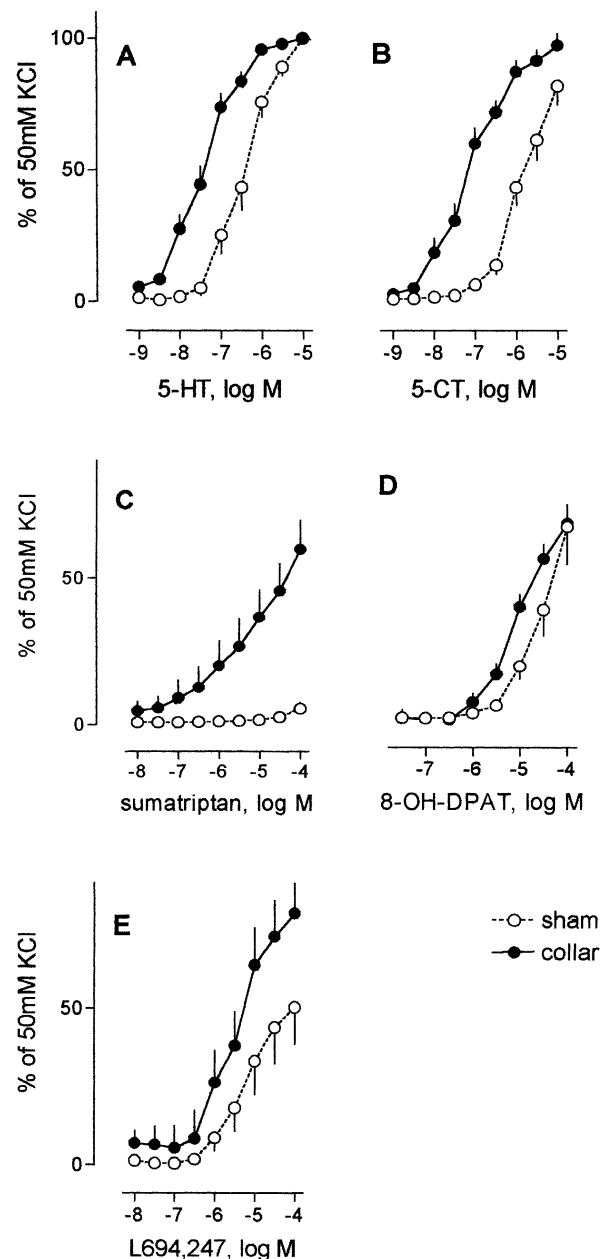 100
A
B
% of 50mM KCl
50
0
-9 -8 -7 -6 -5
-9 -8 -7 -6 -5
5-HT, log M
5-CT, log M
C
D
% of 50mM KCl
50
0
-8 -7 -6 -5 -4
-7 -6 -5 -4
sumatriptan, log M
8-OH-DPAT, log M
E
sham
collar
% of 50mM KCl
50
0
-8 -7 -6 -5 -4
L694,247, log M